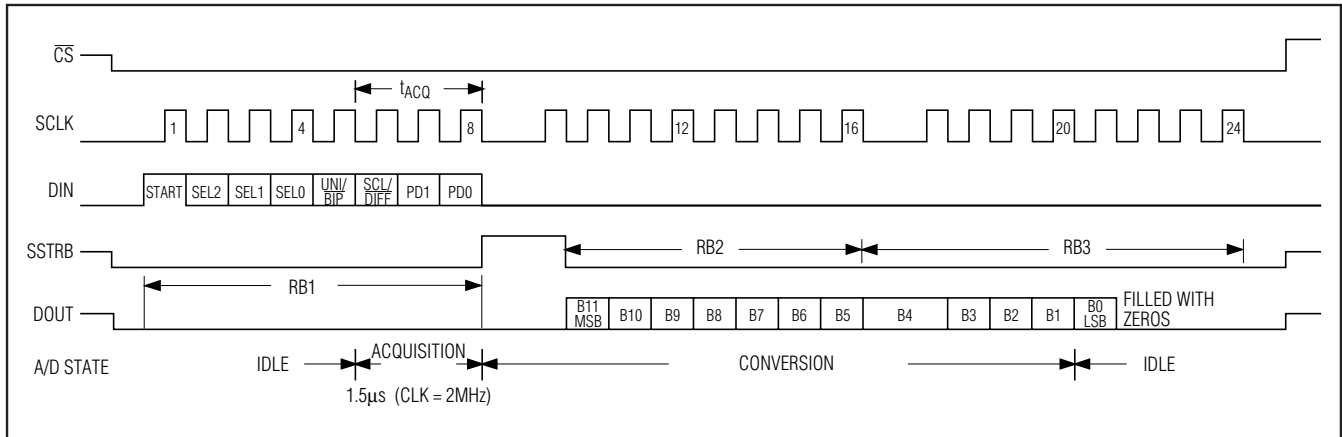 CS
tACQ
SCLK 1 4 8 12 16 20 24
DIN START SEL2 SEL1 SEL0 UNI/ BIP SCL/ DIFF PD1 PD0
SSTRB RB2 RB3
RB1
DOUT B11 MSB B10 B9 B8 B7 B6 B5 B4 B3 B2 B1 B0 LSB FILLED WITH ZEROS
A/D STATE IDLE ACQUISITION CONVERSION IDLE
1.5µs (CLK = 2MHz)